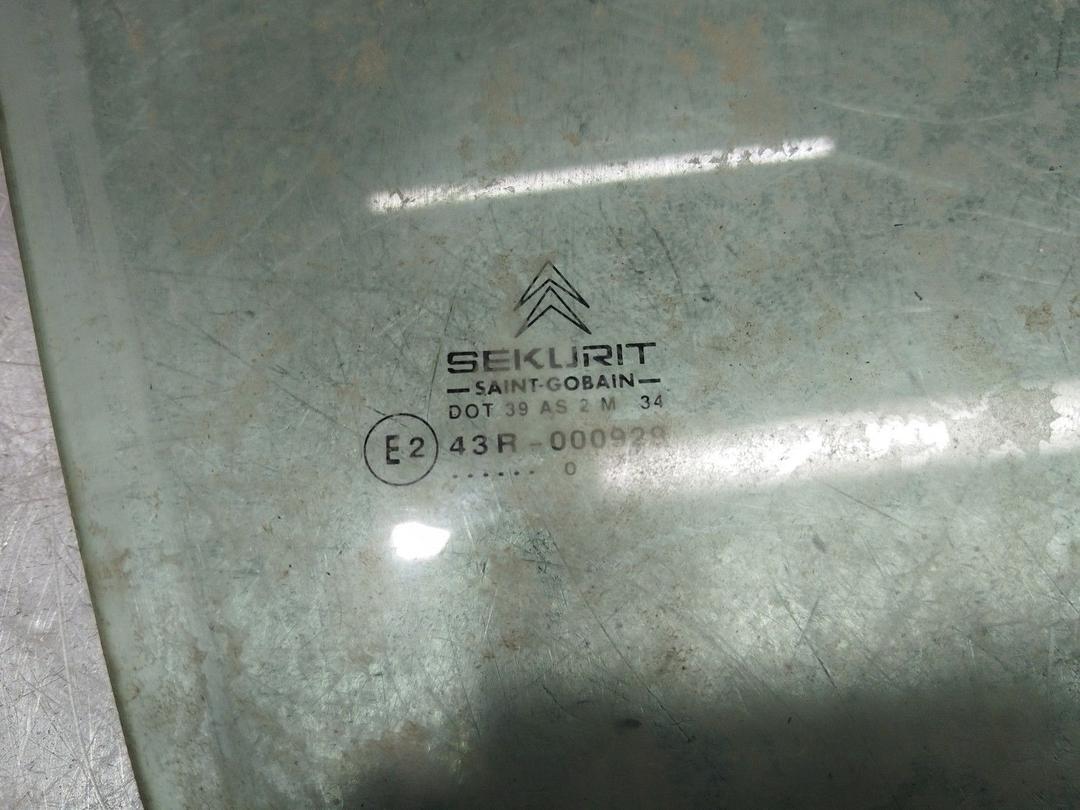 SEKURIT
SAINT-GOBAIN
DOT 39 AS 2 M 34
E2 43R-000929
...... 0